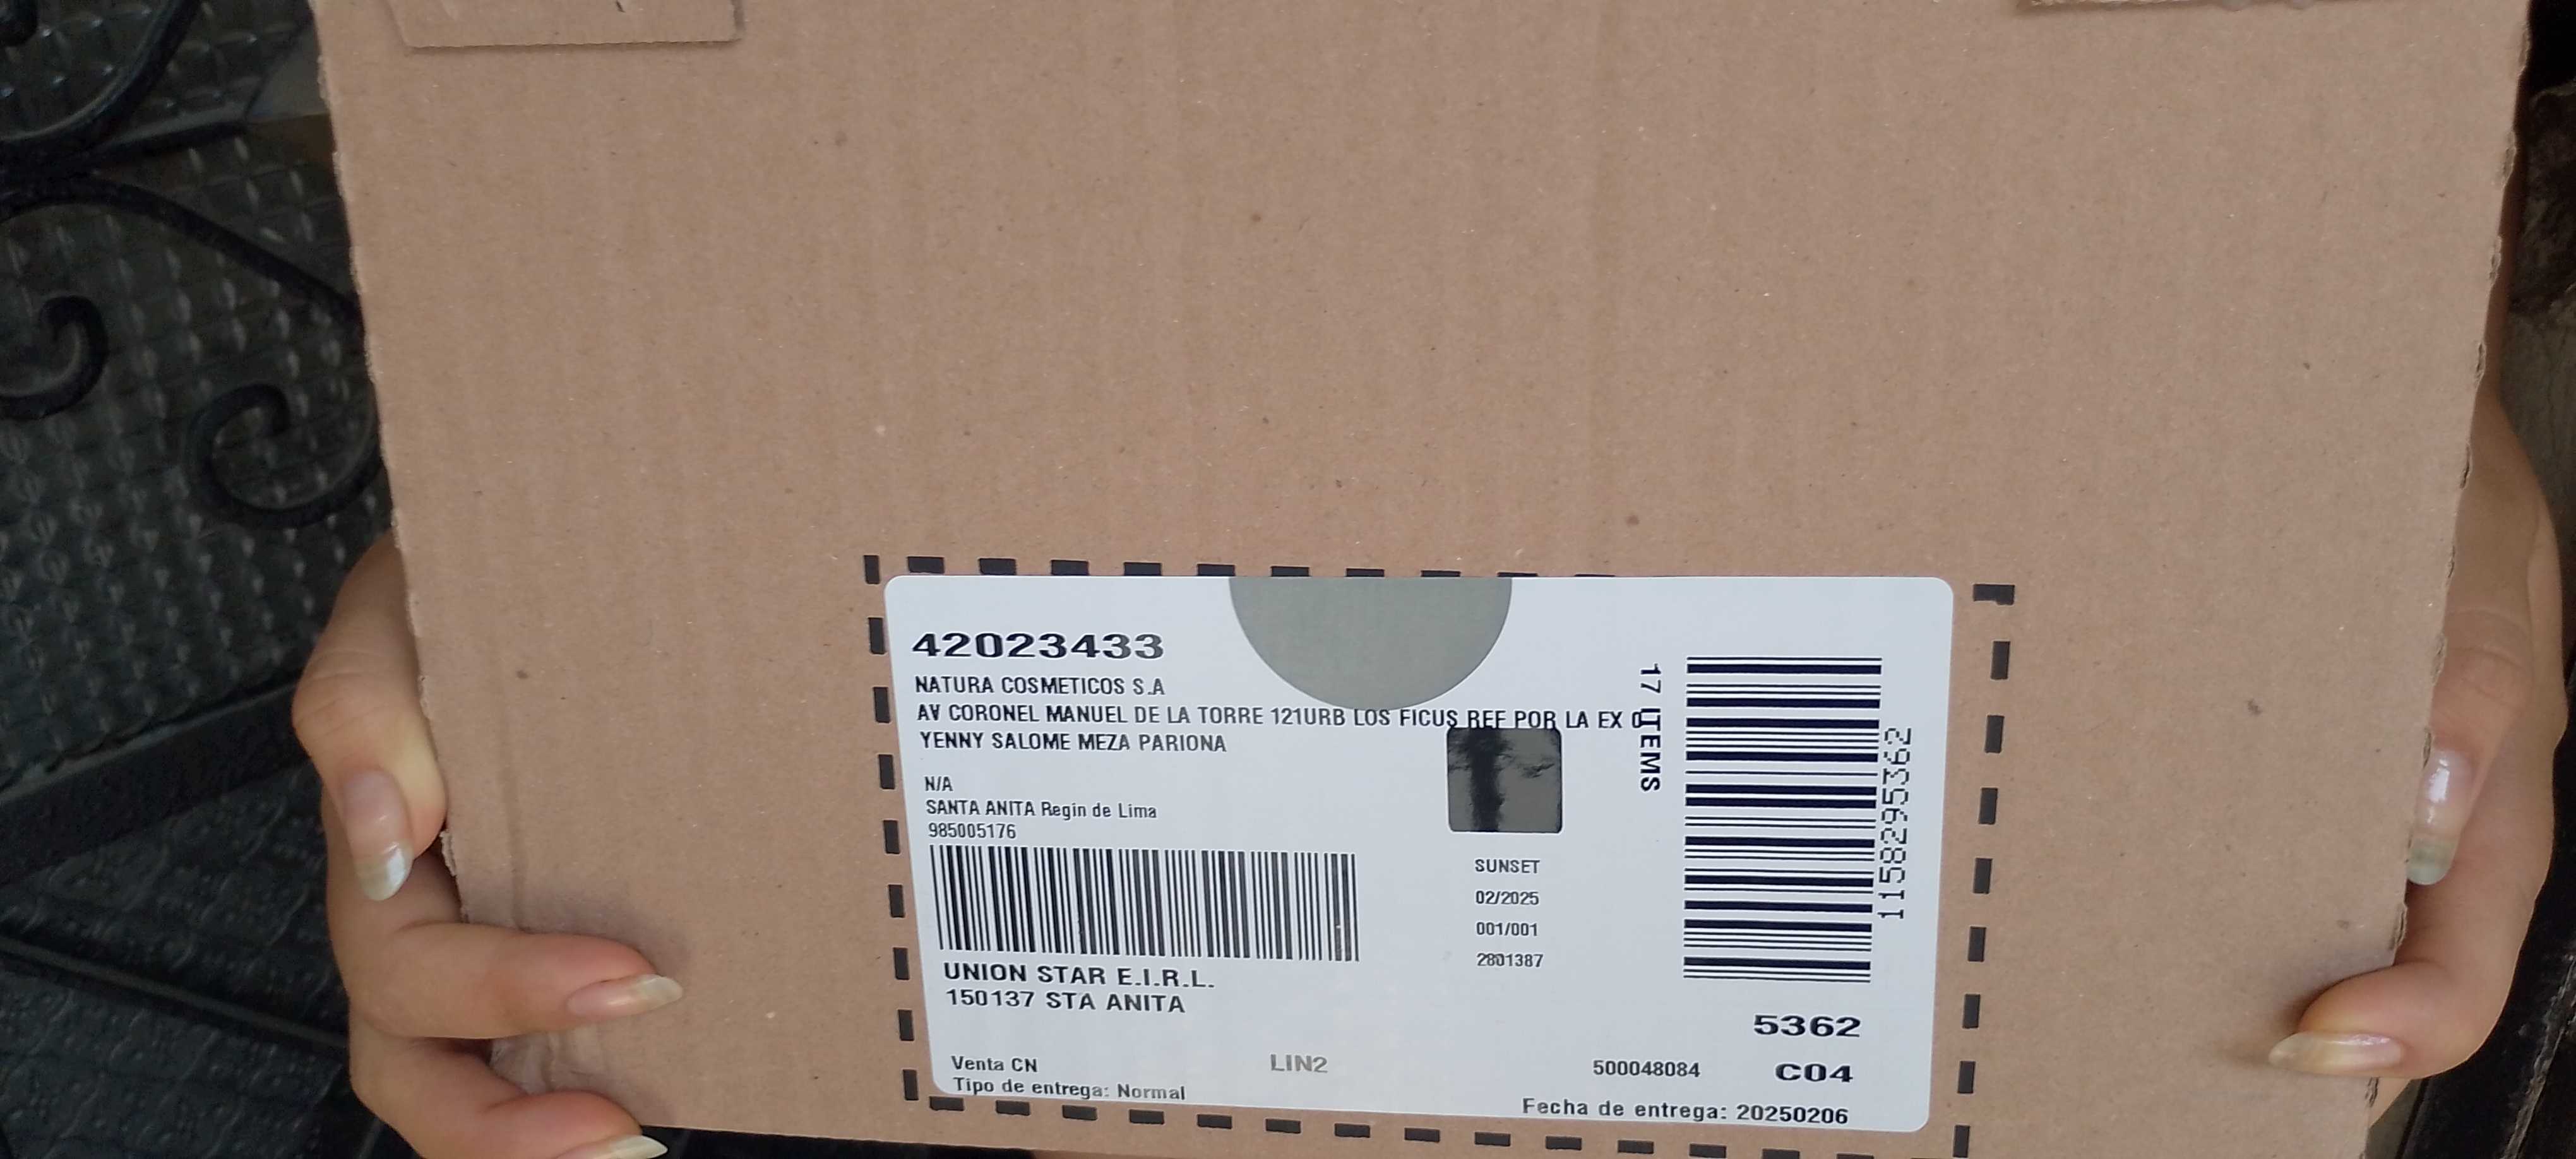 42023433
NATURA COSMETICOS S.A
AV CORONEL MANUEL DE LA TORRE 121URB LOS FICUS REF POR LA EX O
YENNY SALOME MEZA PARIONA
N/A
SANTA ANITA Regin de Lima
985005176
UNION STAR E.I.R.L.
150137 STA ANITA
Venta CN
Tipo de entrega: Normal
LIN2
SUNSET
02/2025
001/001
2801387
17 ITEMS
1158295362
5362
500048084 C04
Fecha de entrega: 20250206